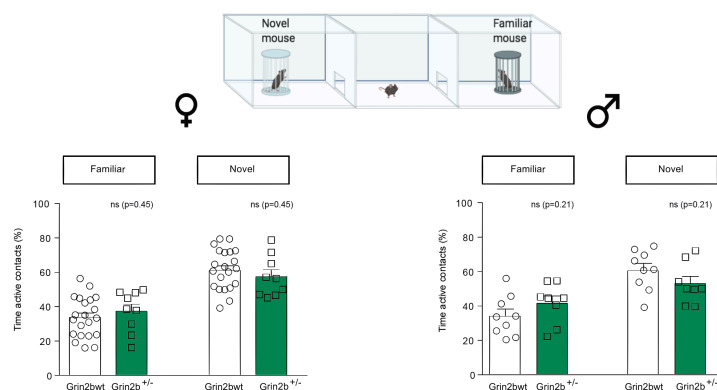 Novel
mouse
Familiar
mouse
♀
♂
Familiar
Novel
Familiar
Novel
ns (p=0.45)
ns (p=0.45)
ns (p=0.21)
ns (p=0.21)
Time active contacts (%)
100
80
60
40
20
0
Grin2bwt
Grin2b+/-
Grin2bwt
Grin2b+/-
Time active contacts (%)
100
80
60
40
20
0
Grin2bwt
Grin2b+/-
Grin2bwt
Grin2b+/-